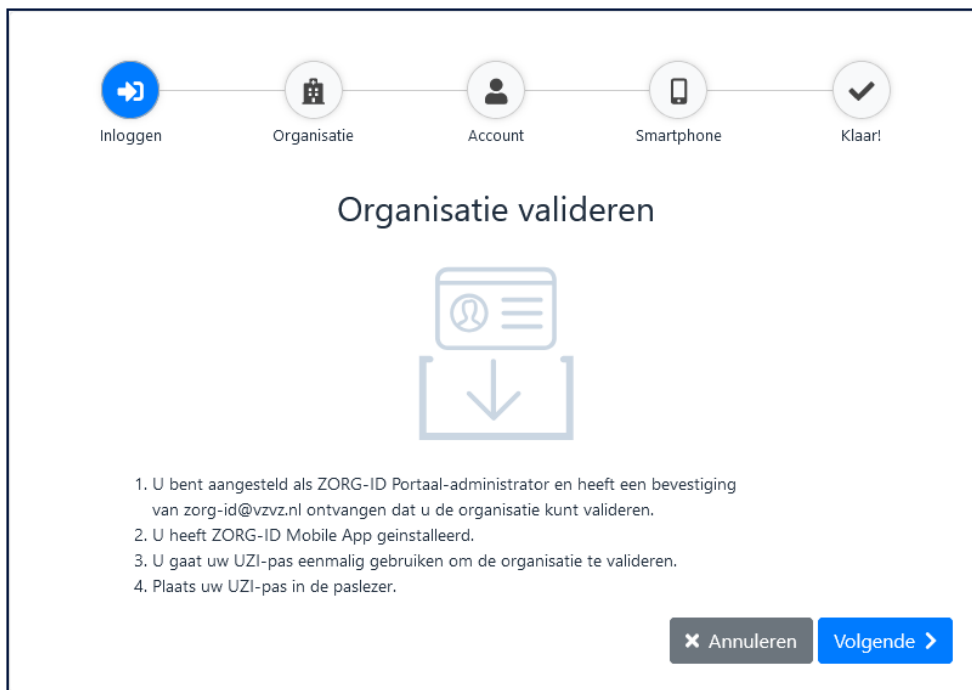 Inloggen
Organisatie
Account
Smartphone
Klaar!
Organisatie valideren
1. U bent aangesteld als ZORG-ID Portaal-administrator en heeft een bevestiging
van zorg-id@vzvz.nl ontvangen dat u de organisatie kunt valideren.
2. U heeft ZORG-ID Mobile App geinstalleerd.
3. U gaat uw UZI-pas eenmalig gebruiken om de organisatie te valideren.
4. Plaats uw UZI-pas in de paslezer.
Annuleren
Volgende